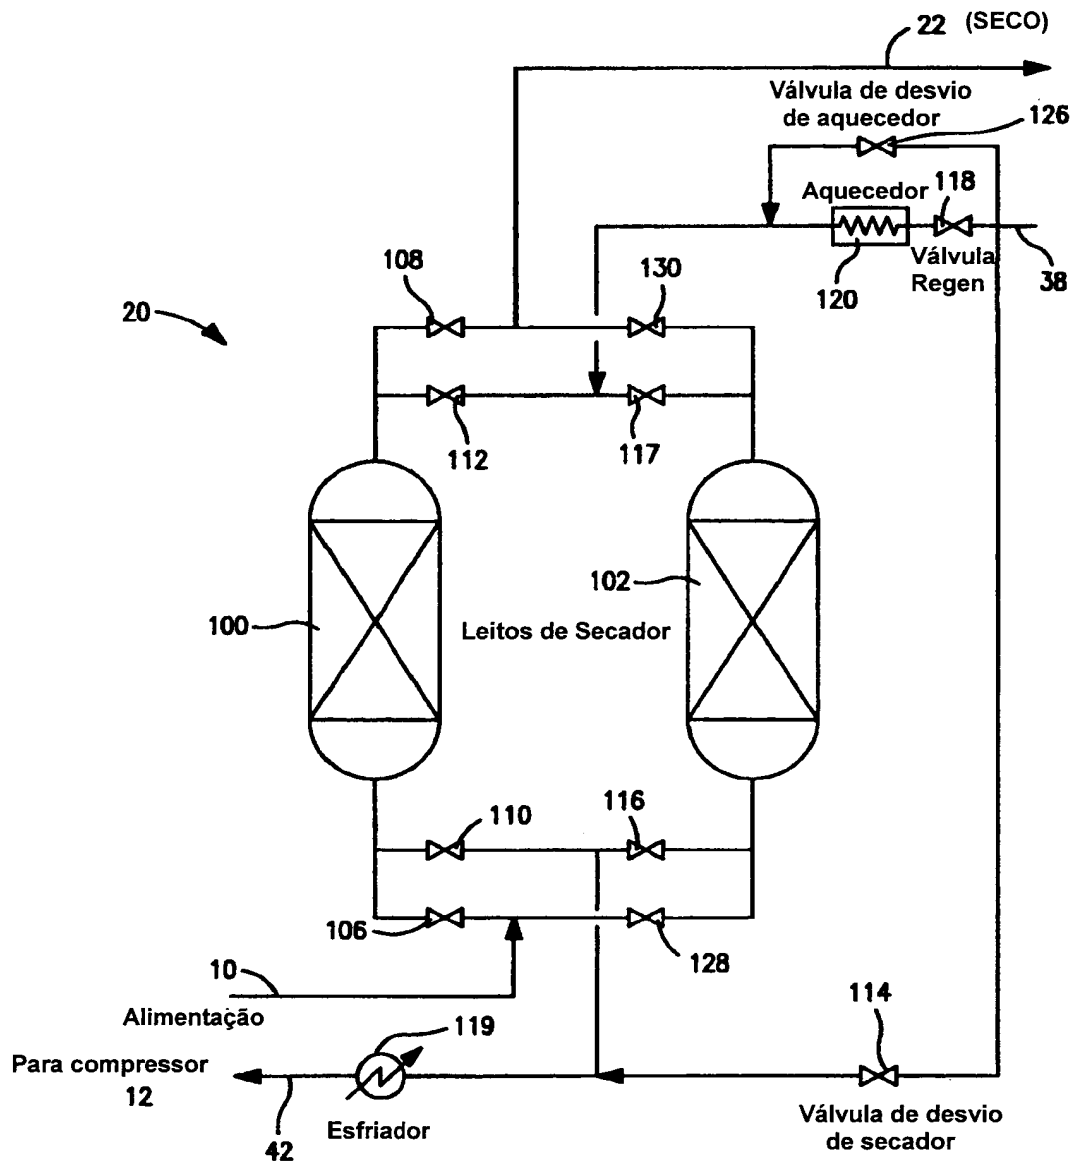 22 (SECO)
Válvula de desvio
de aquecedor
126
Aquecedor
118
108
130
120
Válvula
Regen
38
20
112
117
102
100
Leitos de Secador
110
116
106
128
10
Alimentação
119
114
Para compressor
12
42
Esfriador
Válvula de desvio
de secador